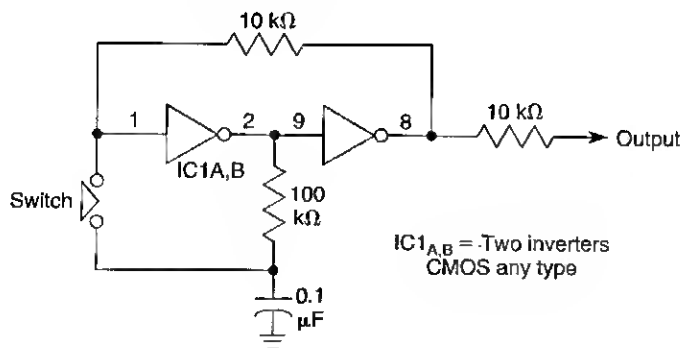 10 kΩ
1
2
9
8
10 kΩ
Output
IC1A,B
Switch
100
kΩ
IC1A,B = Two inverters
CMOS any type
0.1
µF